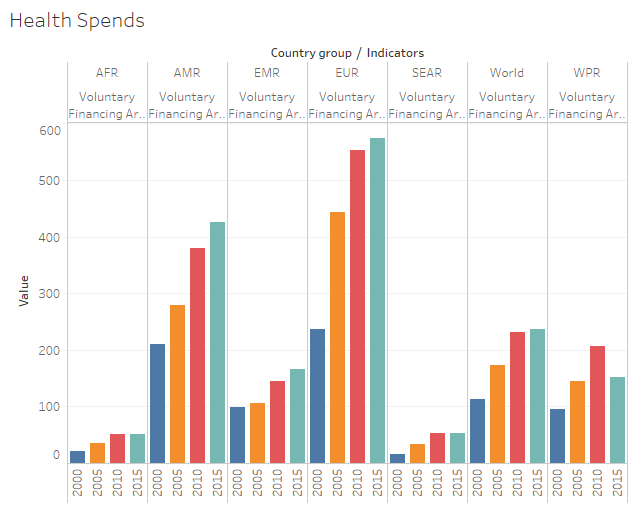 Health Spends
Country group / Indicators
AFR AMR EMR EUR SEAR World WPR
Voluntary Voluntary Voluntary Voluntary Voluntary Voluntary Voluntary
Financing Ar.. Financing Ar.. Financing Ar.. Financing Ar.. Financing Ar.. Financing Ar.. Financing Ar..
600
500
400
300
200
100
0
Value
2000 2005 2010 2015 2000 2005 2010 2015 2000 2005 2010 2015 2000 2005 2010 2015 2000 2005 2010 2015 2000 2005 2010 2015 2000 2005 2010 2015